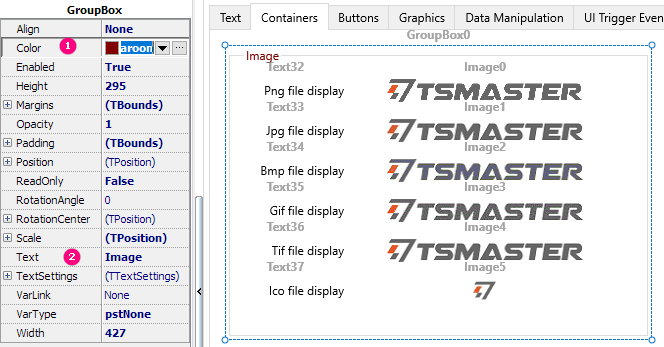 GroupBox
Align None
Color 1 aroon ...
Enabled True
Height 295
Margins (TBounds)
Opacity 1
Padding (TBounds)
Position (TPosition)
ReadOnly False
RotationAngle 0
RotationCenter (TPosition)
Scale (TPosition)
Text 2 Image
TextSettings (TTextSettings)
VarLink None
VarType pstNone
Width 427
Text Containers Buttons Graphics Data Manipulation UI Trigger Even
GroupBox0
Image
Text32 Image0
Png file display TSMASTER
Text33 Image1
Jpg file display TSMASTER
Text34 Image2
Bmp file display TSMASTER
Text35 Image3
Gif file display TSMASTER
Text36 Image4
Tif file display TSMASTER
Text37 Image5
Ico file display